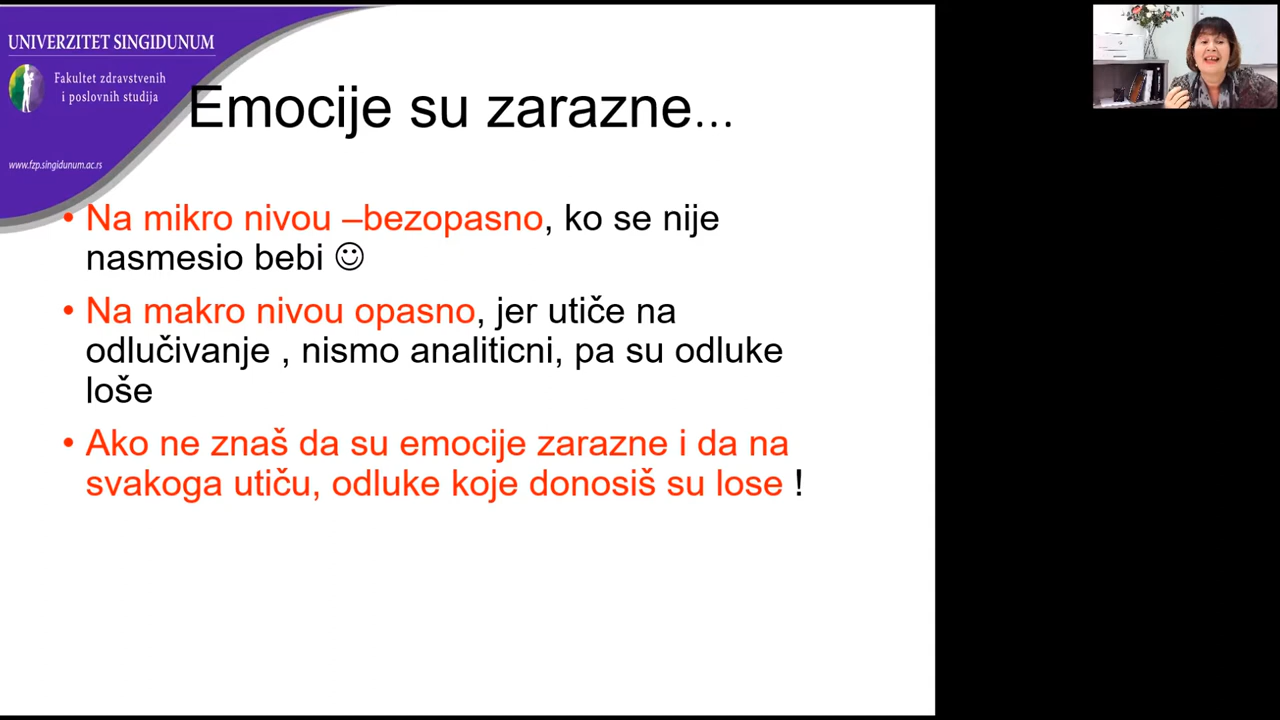 UNIVERZITET SINGIDUNUM
Fakultet zdravstvenih
i poslovnih studija
www.fzp.singidunum.ac.rs
Emocije su zarazne...
• Na mikro nivou –bezopasno, ko se nije
nasmesio bebi ☺
• Na makro nivou opasno, jer utiče na
odlučivanje , nismo analiticni, pa su odluke
loše
• Ako ne znaš da su emocije zarazne i da na
svakoga utiču, odluke koje donosiš su lose !